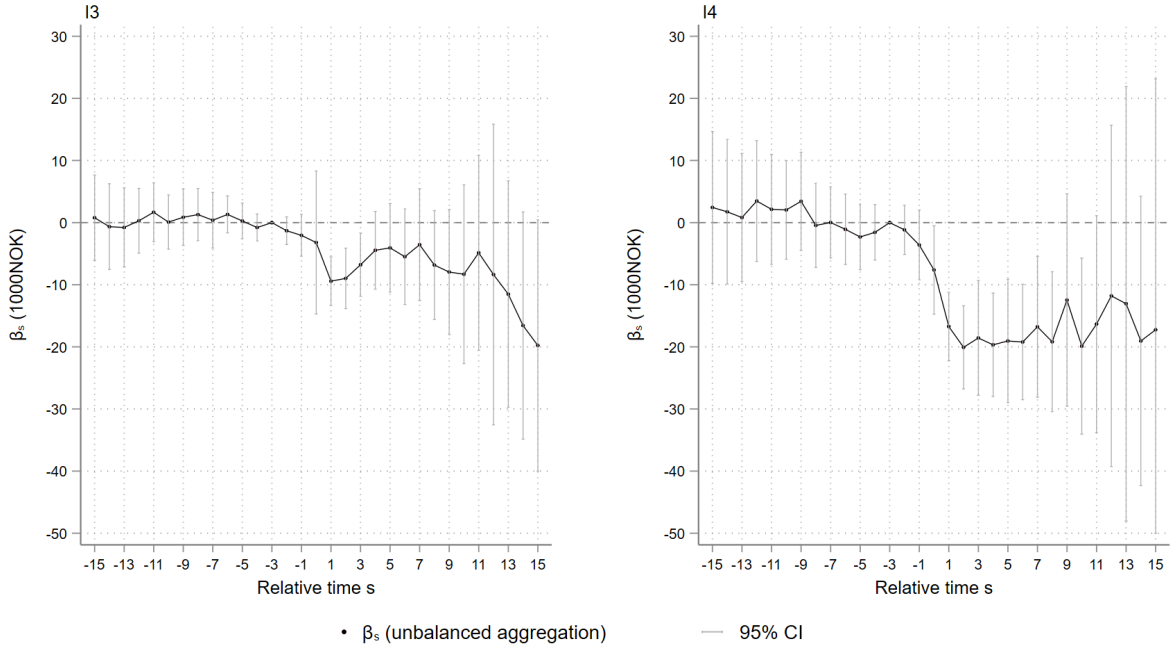 I3
30
20
10
0
-10
-20
-30
-40
-50
βₛ (1000NOK)
-15 -13 -11 -9 -7 -5 -3 -1 1 3 5 7 9 11 13 15
Relative time s
I4
30
20
10
0
-10
-20
-30
-40
-50
βₛ (1000NOK)
-15 -13 -11 -9 -7 -5 -3 -1 1 3 5 7 9 11 13 15
Relative time s
βₛ (unbalanced aggregation) 95% CI